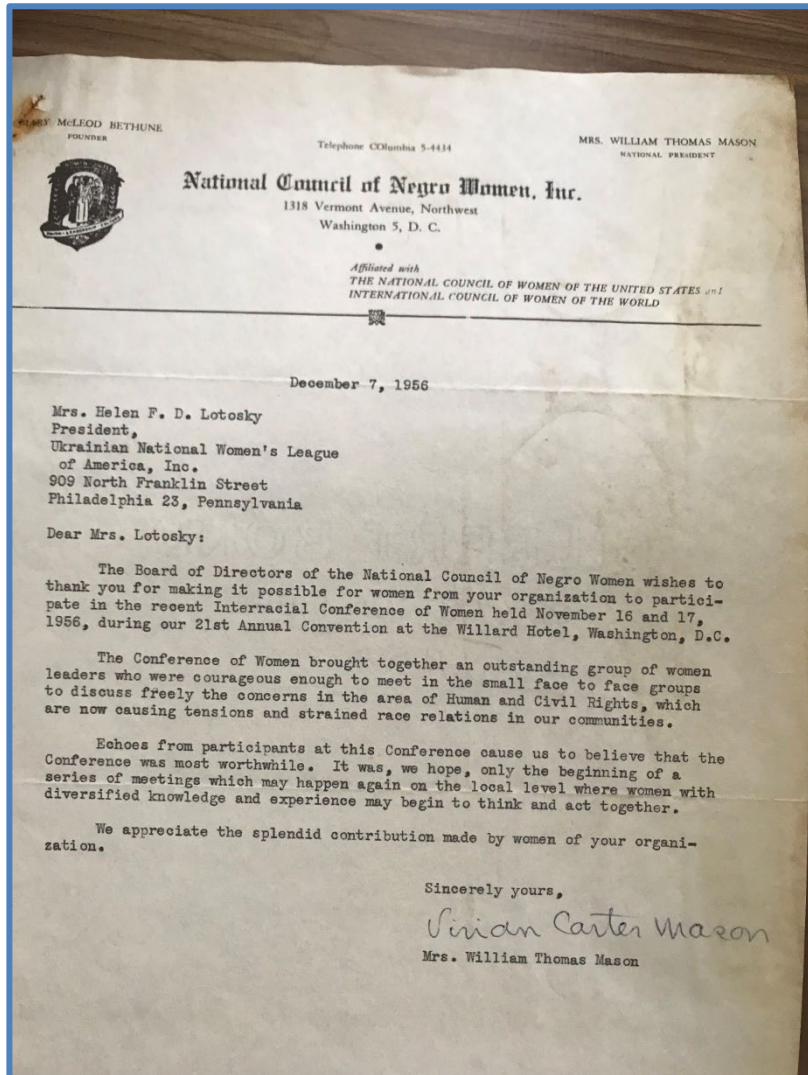 MARY McLEOD BETHUNE
FOUNDER
Telephone COlumbia 5-4434
MRS. WILLIAM THOMAS MASON
NATIONAL PRESIDENT
National Council of Negro Women, Inc.
1318 Vermont Avenue, Northwest
Washington 5, D. C.
Affiliated with
THE NATIONAL COUNCIL OF WOMEN OF THE UNITED STATES and
INTERNATIONAL COUNCIL OF WOMEN OF THE WORLD
December 7, 1956
Mrs. Helen F. D. Lotosky
President,
Ukrainian National Women's League
of America, Inc.
909 North Franklin Street
Philadelphia 23, Pennsylvania
Dear Mrs. Lotosky:
The Board of Directors of the National Council of Negro Women wishes to
thank you for making it possible for women from your organization to partici-
pate in the recent Interracial Conference of Women held November 16 and 17,
1956, during our 21st Annual Convention at the Willard Hotel, Washington, D.C.
The Conference of Women brought together an outstanding group of women
leaders who were courageous enough to meet in the small face to face groups
to discuss freely the concerns in the area of Human and Civil Rights, which
are now causing tensions and strained race relations in our communities.
Echoes from participants at this Conference cause us to believe that the
Conference was most worthwhile. It was, we hope, only the beginning of a
series of meetings which may happen again on the local level where women with
diversified knowledge and experience may begin to think and act together.
We appreciate the splendid contribution made by women of your organi-
zation.
Sincerely yours,
Vivian Carter Mason
Mrs. William Thomas Mason